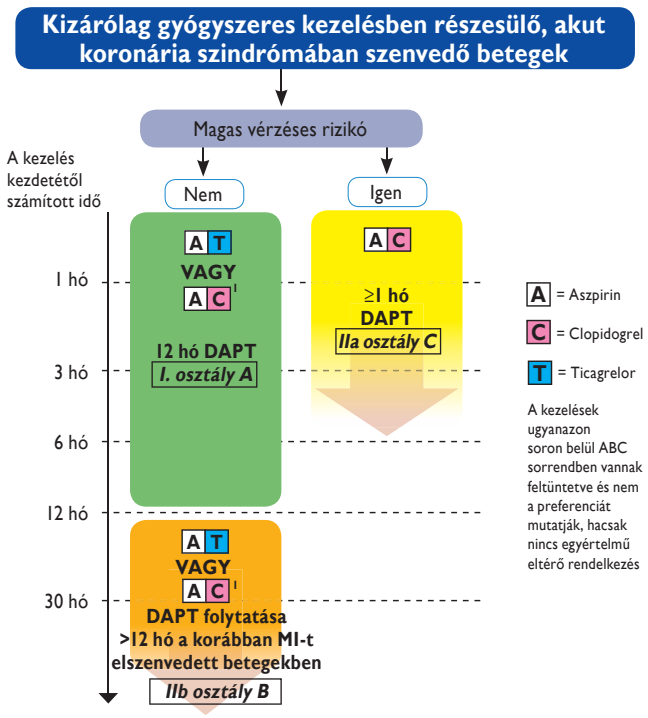 Kizárólag gyógyszeres kezelésben részesülő, akut
koronária szindrómában szenvedő betegek
Magas vérzéses rizikó
A kezelés
kezdetétől
számított idő
Nem
Igen
A T
VAGY
A C ¹
12 hó DAPT
I. osztály A
A C
≥1 hó
DAPT
IIa osztály C
1 hó
3 hó
6 hó
12 hó
30 hó
A T
VAGY
A C ¹
DAPT folytatása
>12 hó a korábban MI-t
elszenvedett betegekben
IIb osztály B
A = Aszpirin
C = Clopidogrel
T = Ticagrelor
A kezelések
ugyanazon
soron belül ABC
sorrendben vannak
feltüntetve és nem
a preferenciát
mutatják, hacsak
nincs egyértelmű
eltérő rendelkezés